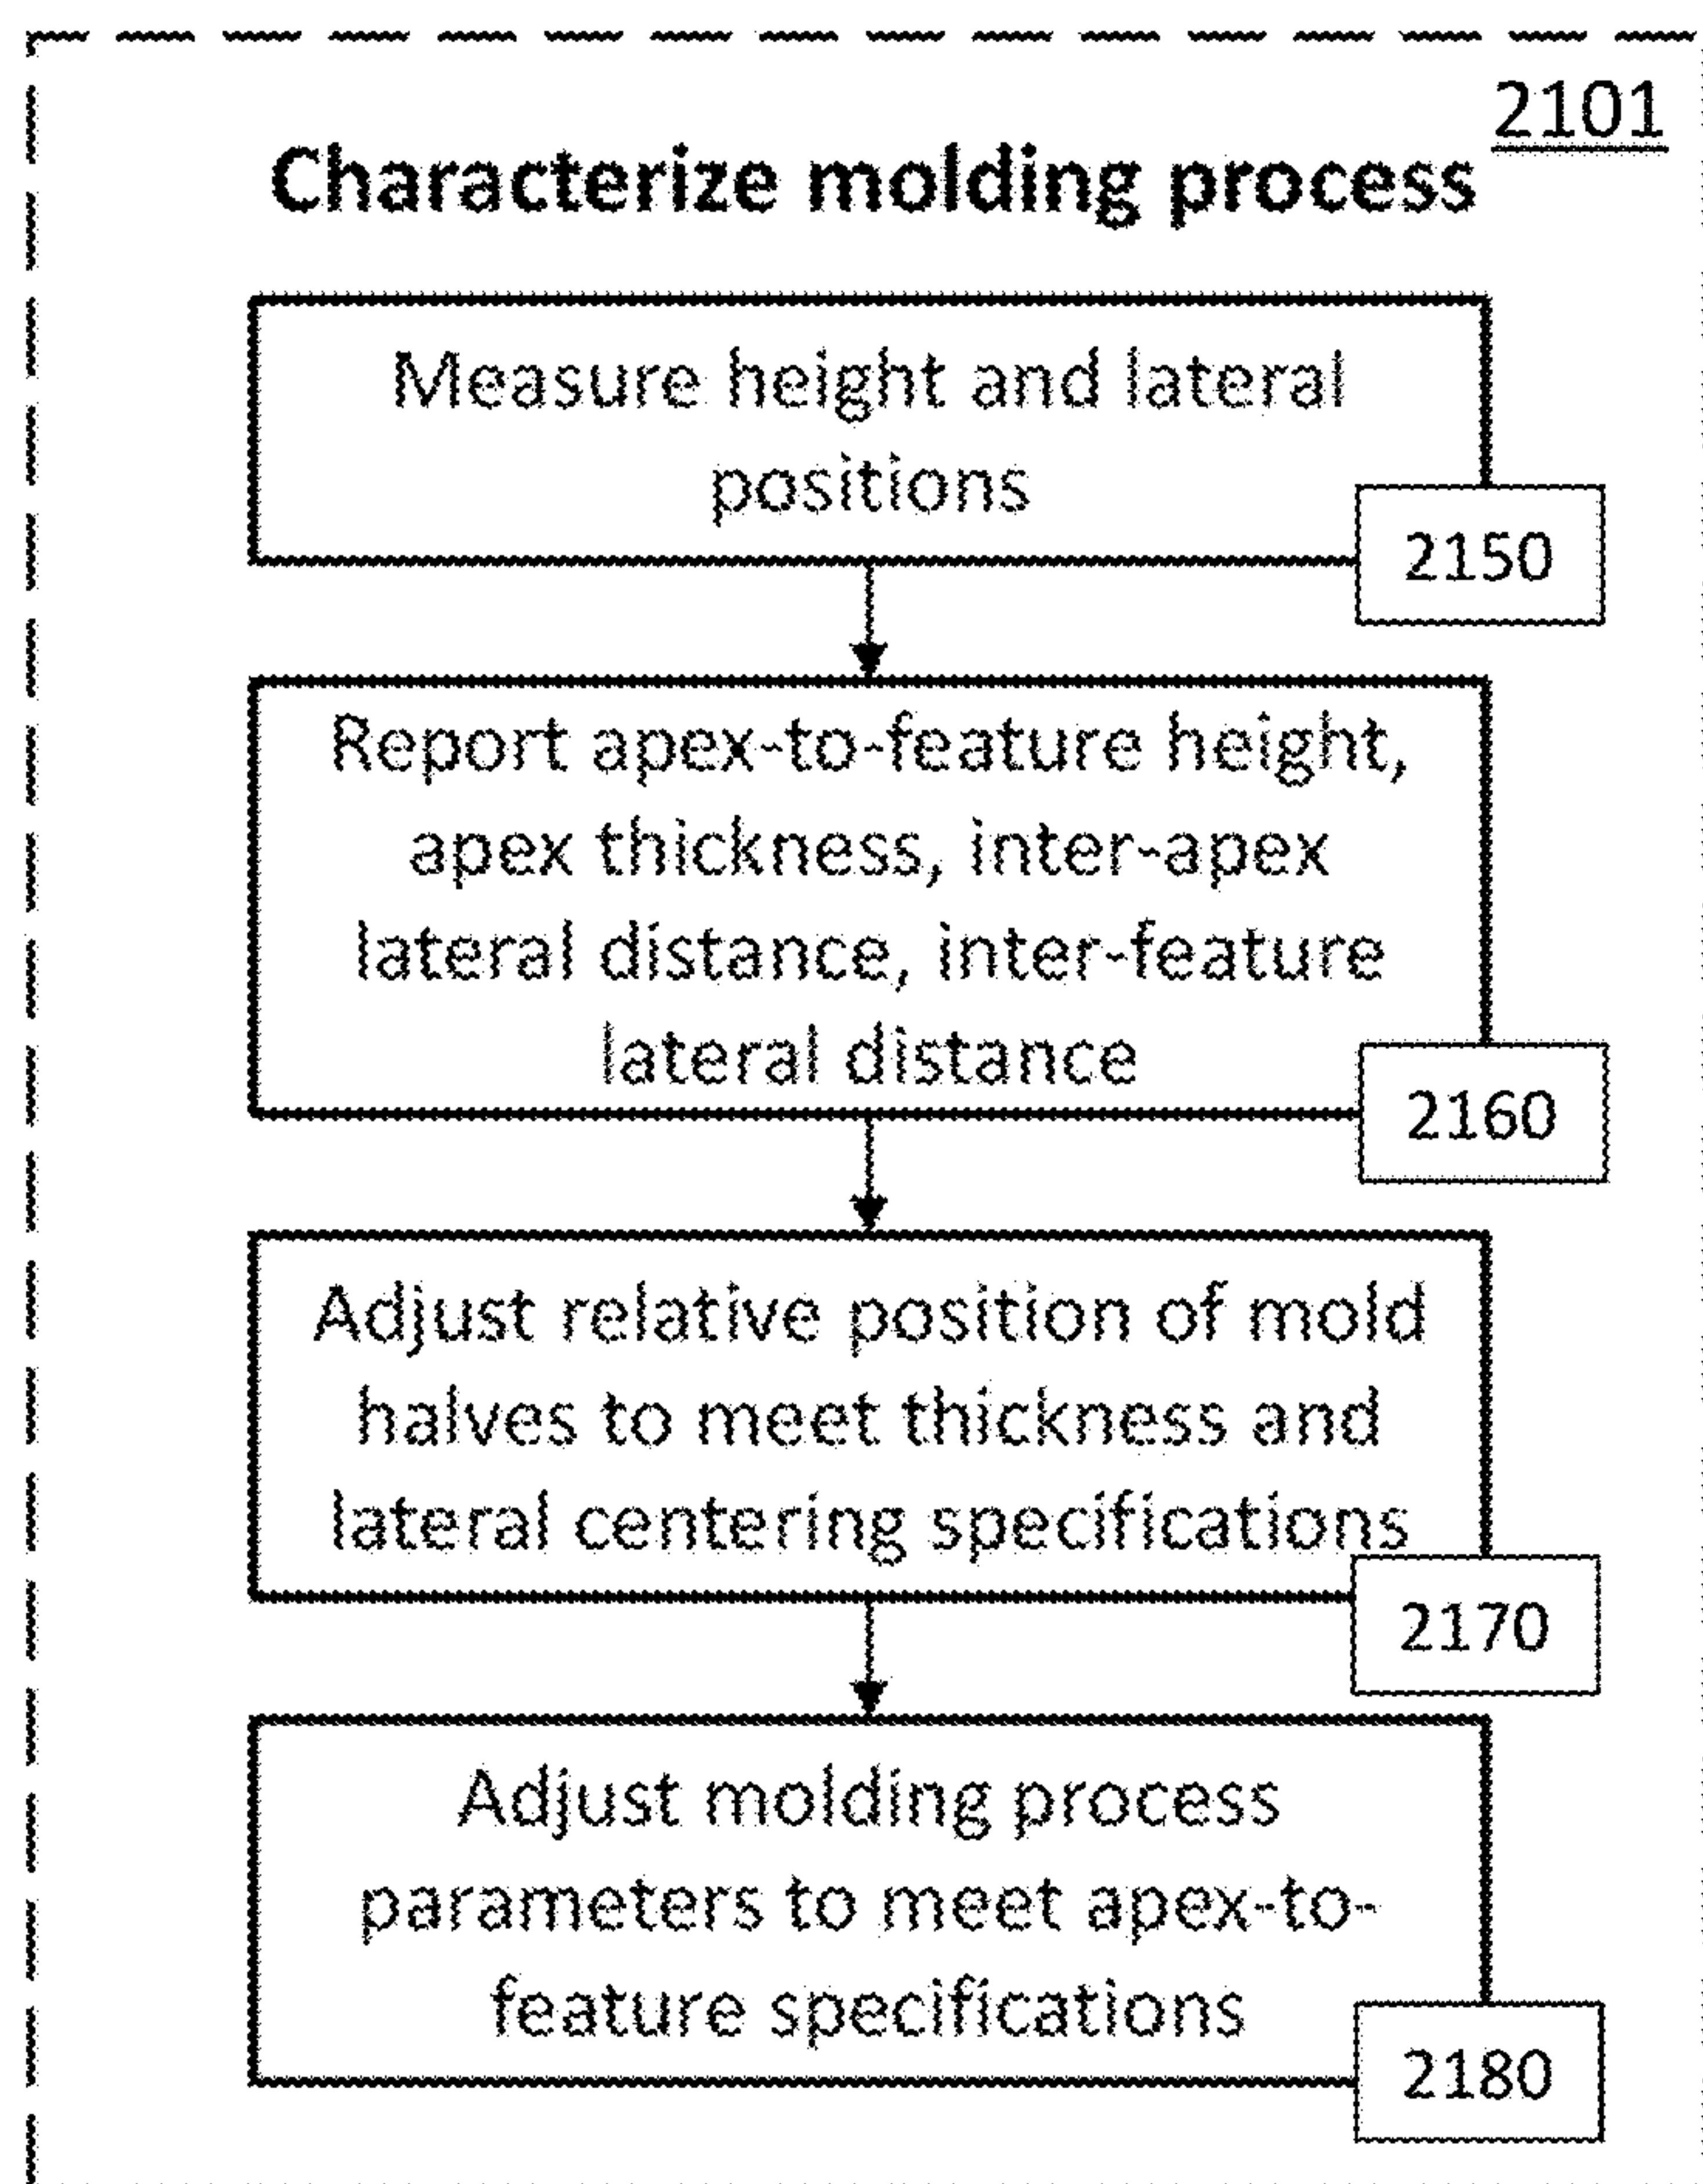 2101
Characterize molding process
Measure height and lateral
positions
2150
Report apex-to-feature height,
apex thickness, inter-apex
lateral distance, inter-feature
lateral distance
2160
Adjust relative position of mold
halves to meet thickness and
lateral centering specifications
2170
Adjust molding process
parameters to meet apex-to-
feature specifications
2180